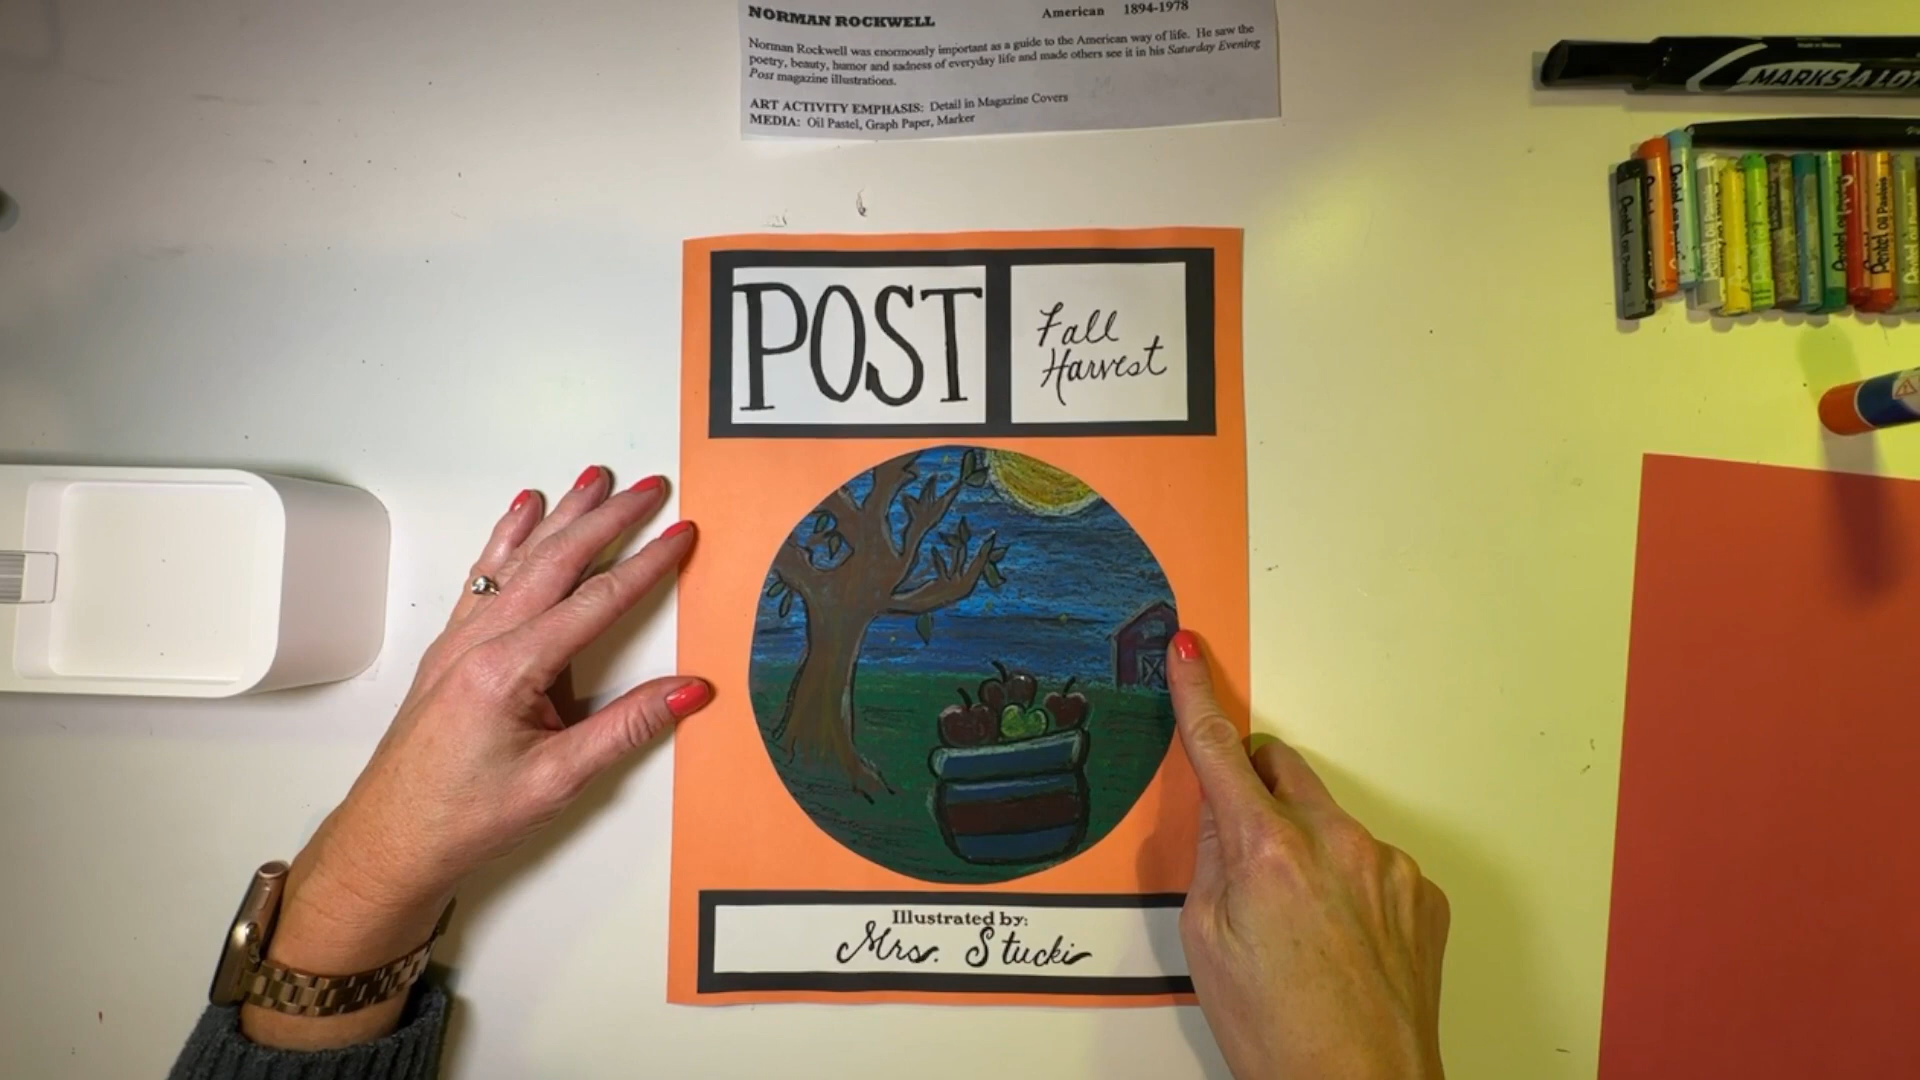 NORMAN ROCKWELL American 1894-1978
Norman Rockwell was enormously important as a guide to the American way of life. He saw the
poetry, beauty, humor and sadness of everyday life and made others see it in his Saturday Evening
Post magazine illustrations.
ART ACTIVITY EMPHASIS: Detail in Magazine Covers
MEDIA: Oil Pastel, Graph Paper, Marker
MARKS-A-LOT
Pentel Oil Pastels
POST
Fall
Harvest
Illustrated by:
Mrs. Stucki